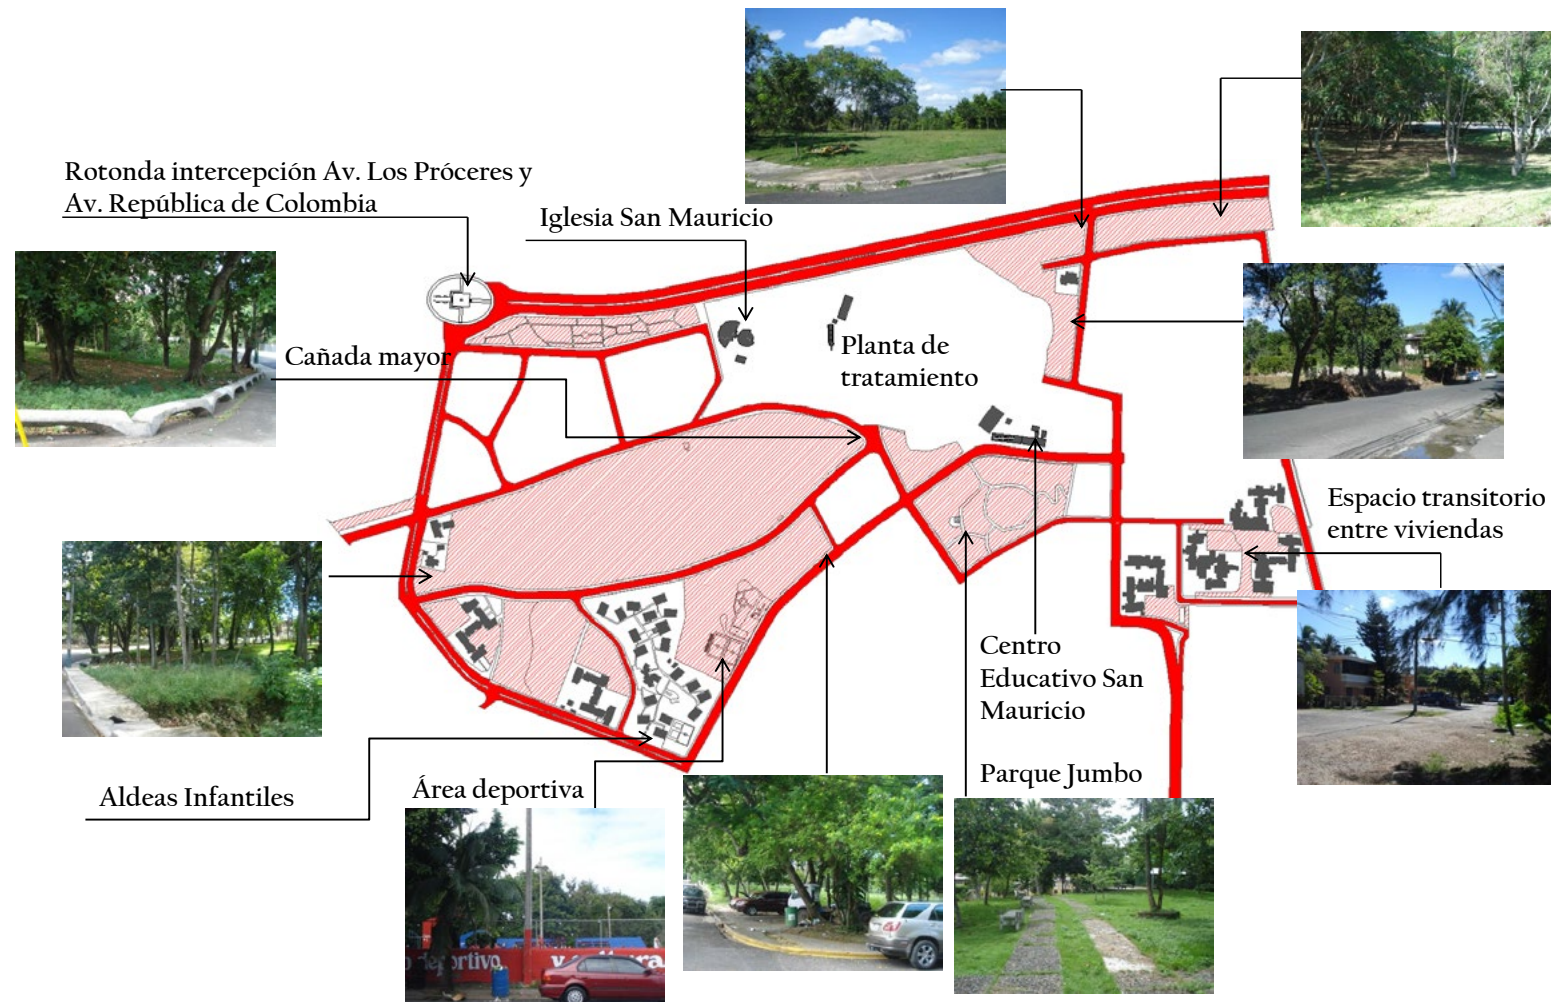 Rotonda intercepción Av. Los Próceres y
Av. República de Colombia
Iglesia San Mauricio
Cañada mayor
Planta de
tratamiento
Espacio transitorio
entre viviendas
Centro
Educativo San
Mauricio
Parque Jumbo
Aldeas Infantiles
Área deportiva